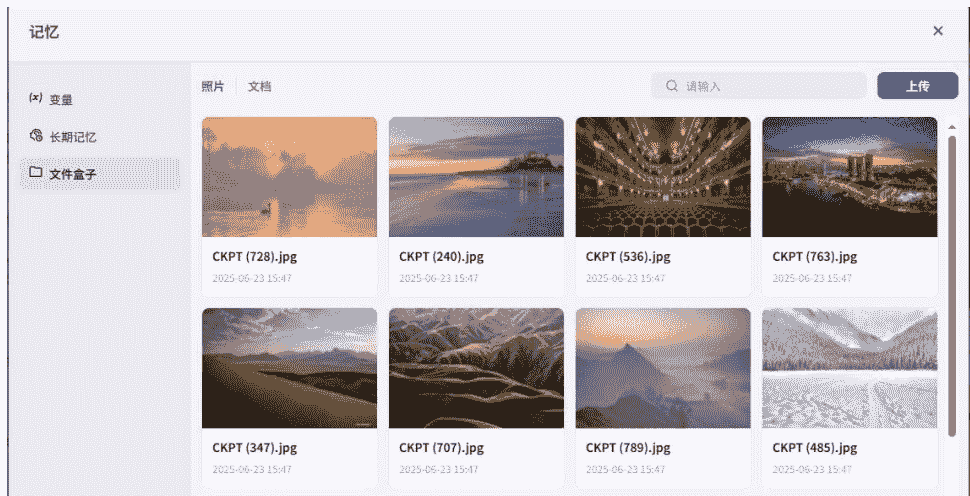 记忆
变量
长期记忆
文件盒子
照片 文档
请输入
上传
CKPT (728).jpg
2025-06-23 15:47
CKPT (240).jpg
2025-06-23 15:47
CKPT (536).jpg
2025-06-23 15:47
CKPT (763).jpg
2025-06-23 15:47
CKPT (347).jpg
2025-06-23 15:47
CKPT (707).jpg
2025-06-23 15:47
CKPT (789).jpg
2025-06-23 15:47
CKPT (485).jpg
2025-06-23 15:47